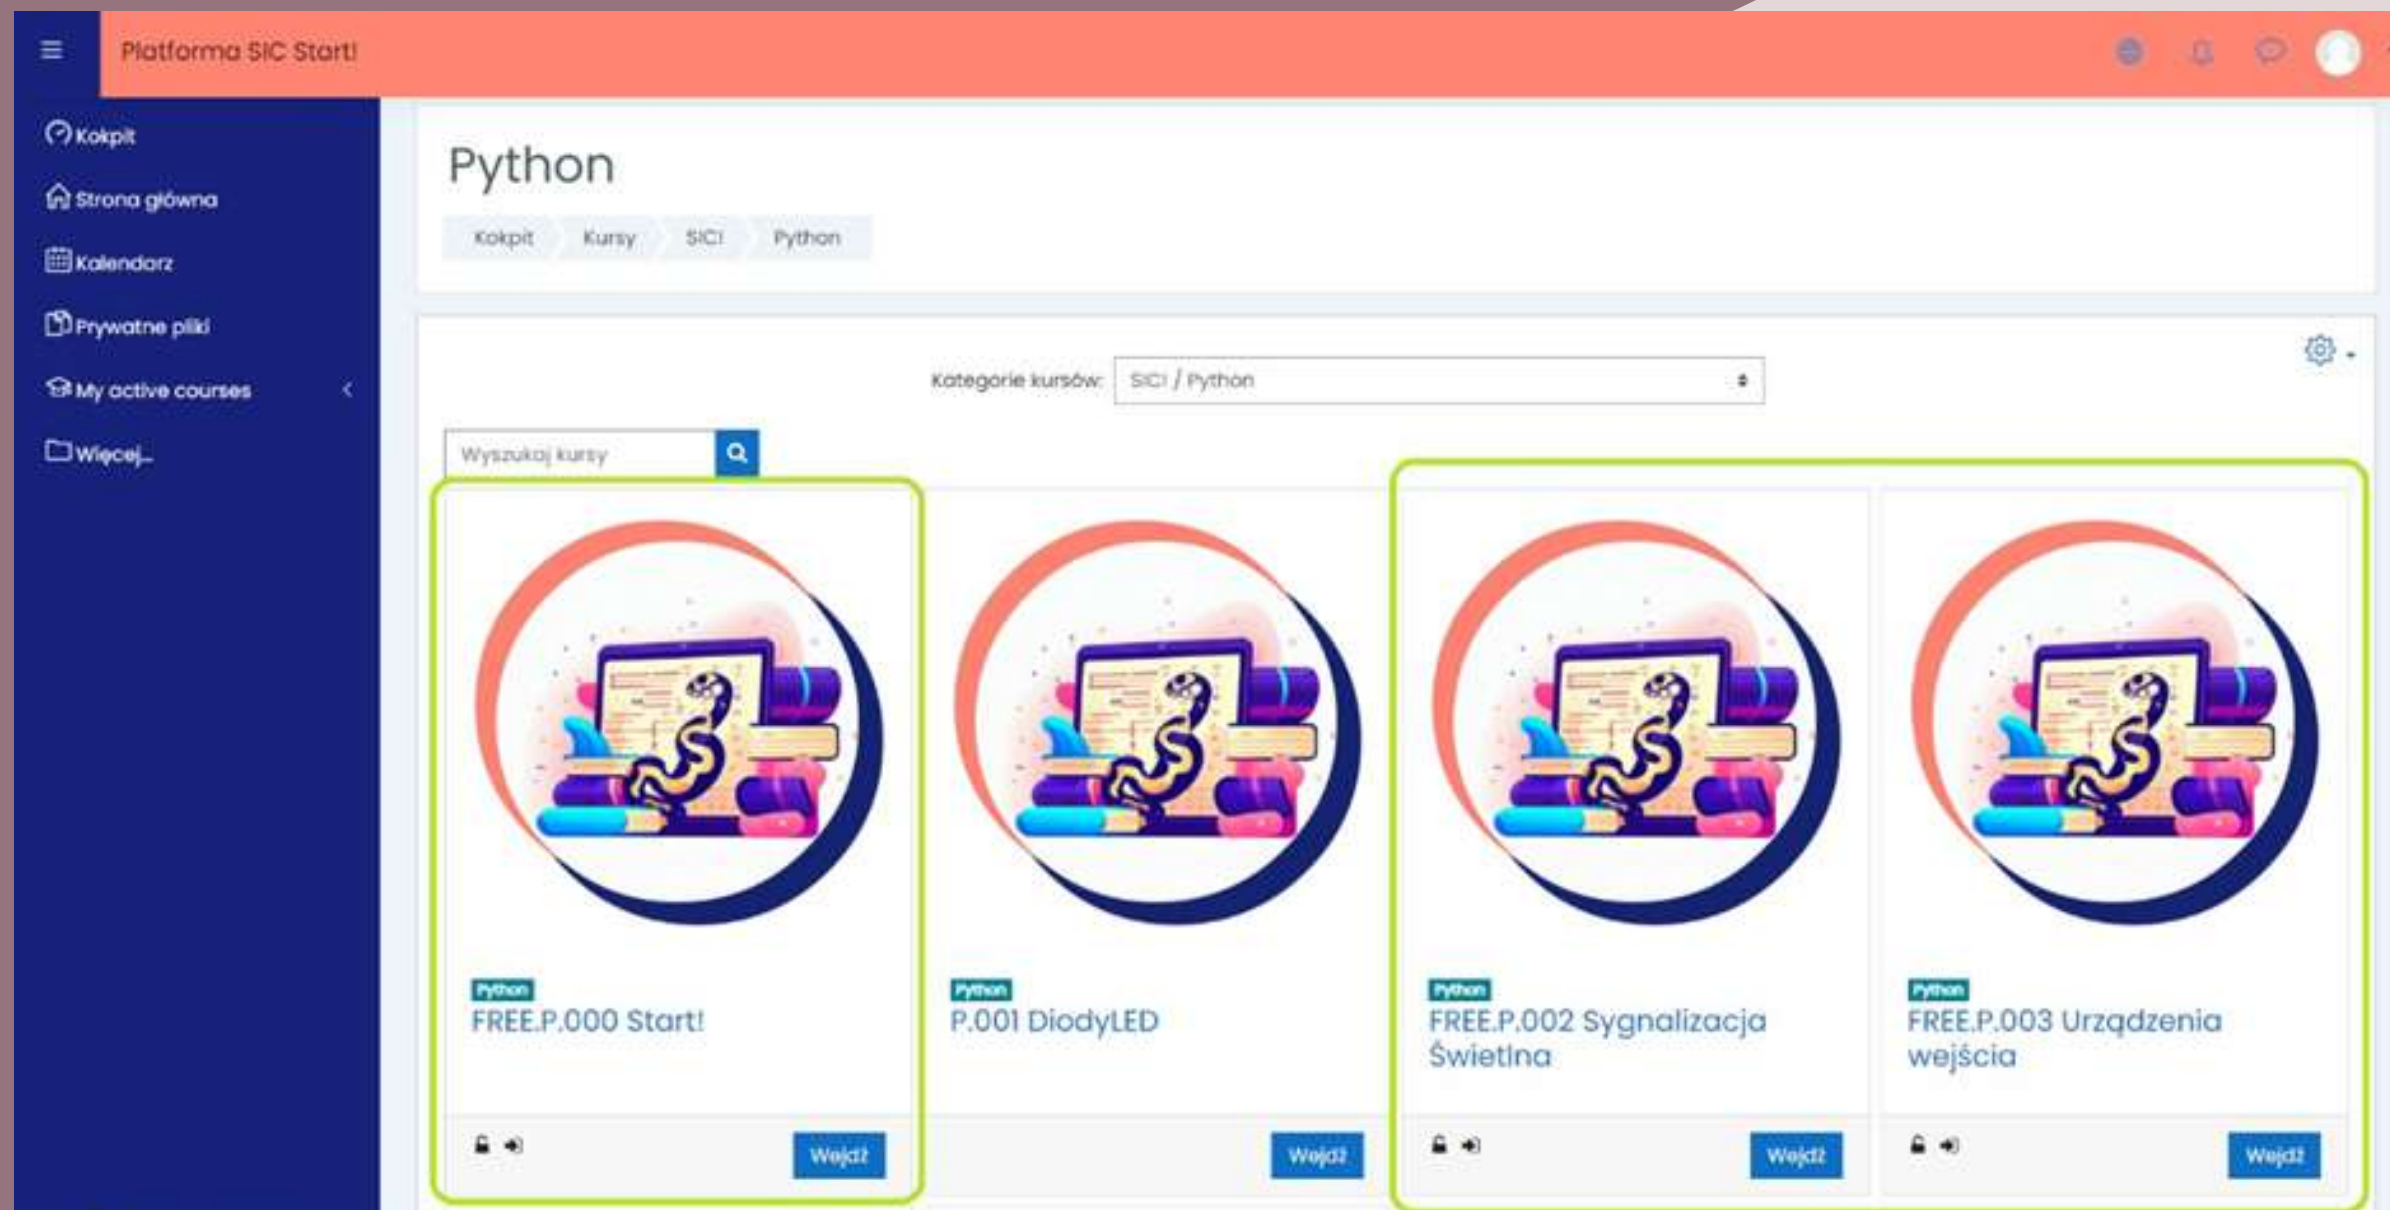 Platforma SIC Start!
Kokpit
Strona główna
Kalendarz
Prywatne pliki
My active courses
Więcej...
Python
Kokpit Kursy SIC! Python
Kategorie kursów: SIC! / Python
Wyszukaj kursy
Python
FREE.P.000 Start!
Wejdź
Python
P.001 DiodyLED
Wejdź
Python
FREE.P.002 Sygnalizacja
Świetlna
Wejdź
Python
FREE.P.003 Urządzenia
wejścia
Wejdź